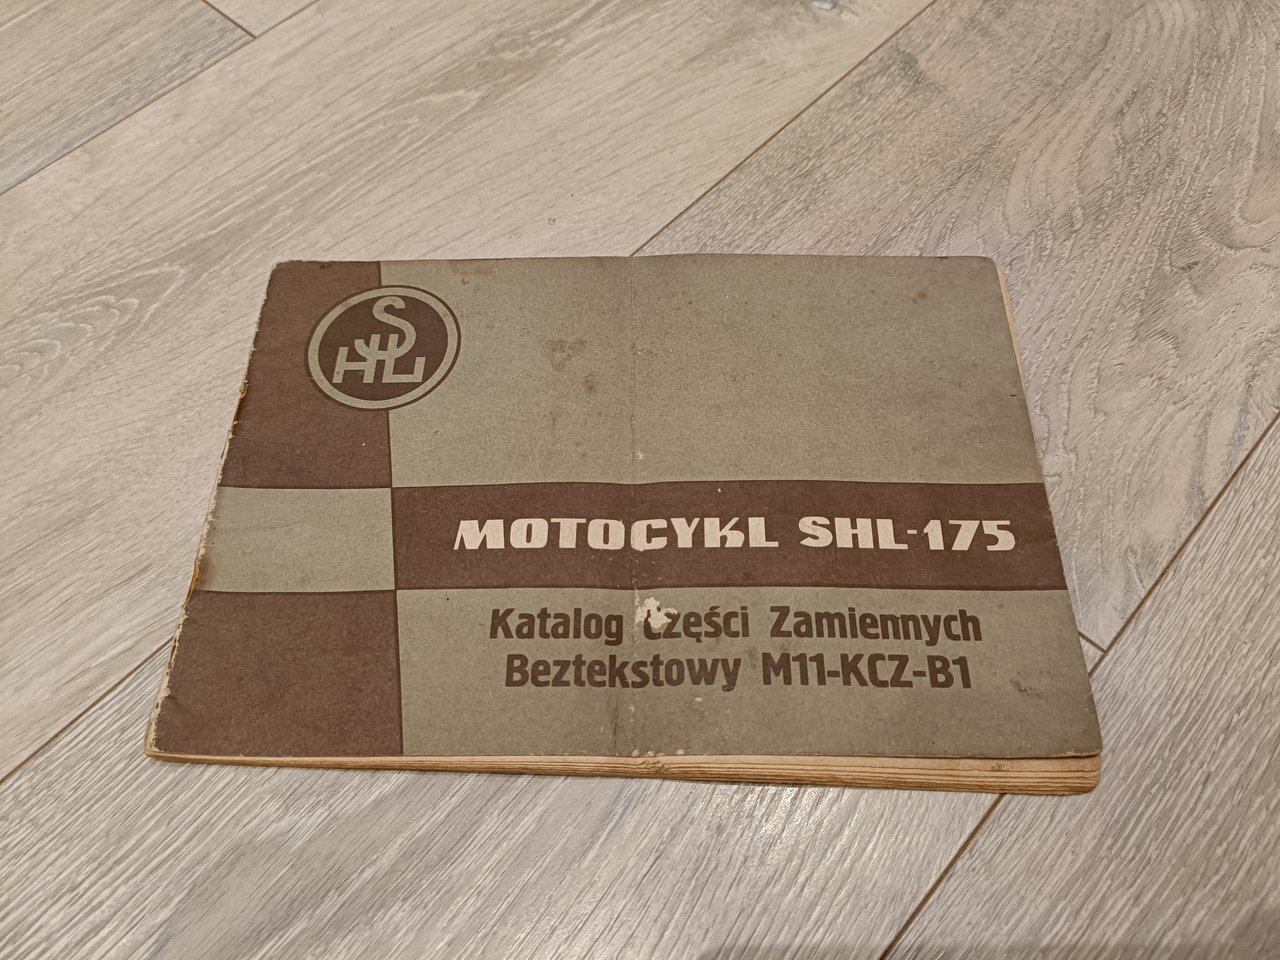 SHL
MOTOCYKL SHL-175
Katalog Części Zamiennych
Beztekstowy M11-KCZ-B1